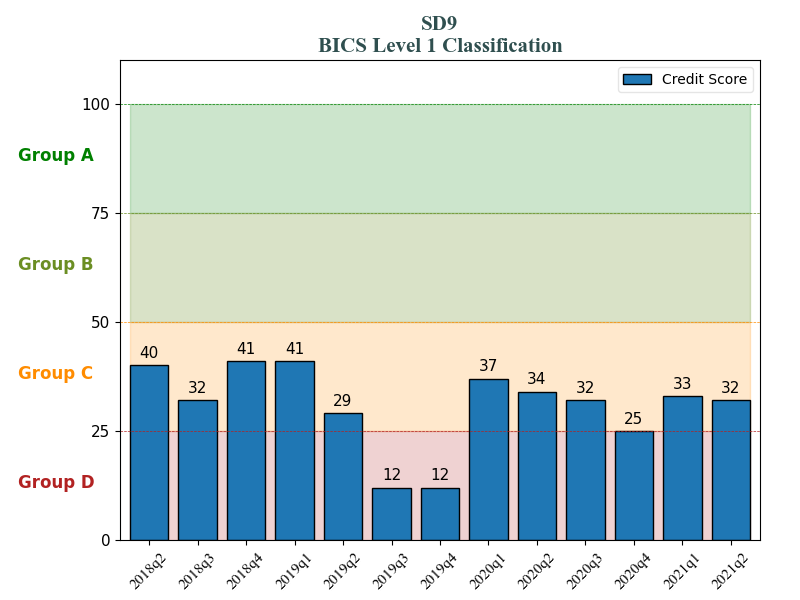 SD9
BICS Level 1 Classification
Credit Score
100
Group A
75
Group B
50
41 41
40
37
Group C
34
33
32 32 32
29
25
25
Group D
12 12
0
2018q2 2018q3 2018q4 2019q1 2019q2 2019q3 2019q4 2020q1 2020q2 2020q3 2020q4 2021q1 2021q2